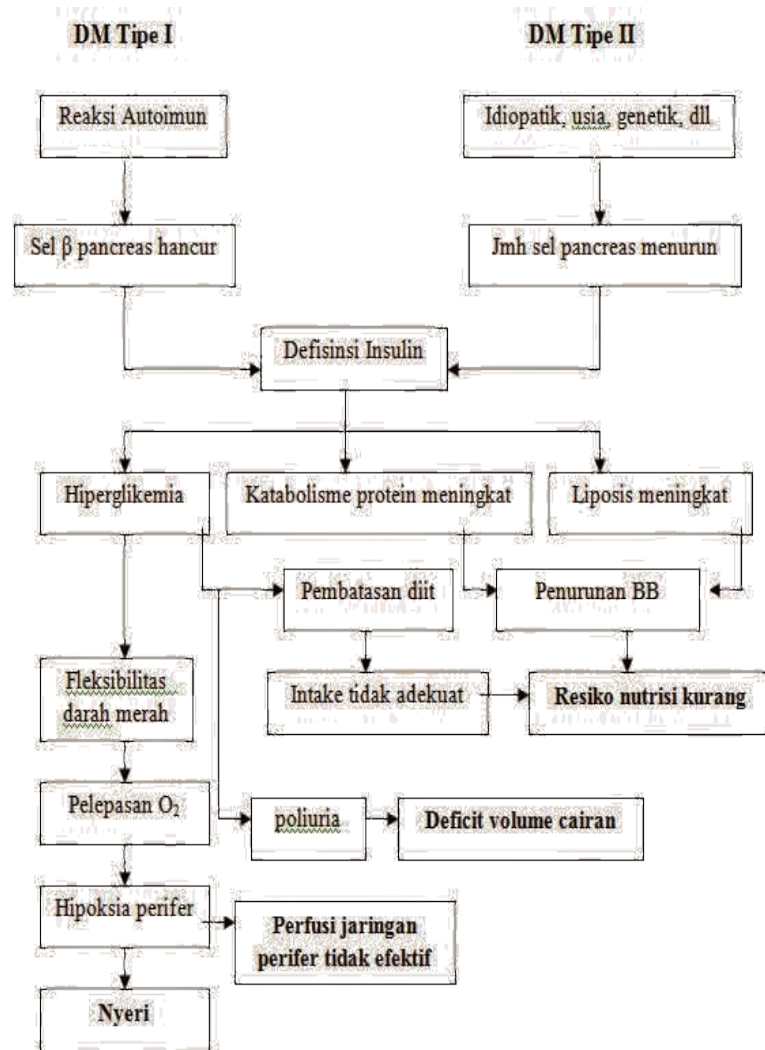 DM Tipe I
DM Tipe II
Reaksi Autoimun
Idiopatik, usia, genetik, dll
Sel β pancreas hancur
Jmh sel pancreas menurun
Defisinsi Insulin
Hiperglikemia
Katabolisme protein meningkat
Liposis meningkat
Pembatasan diit
Penurunan BB
Fleksibilitas
darah merah
Intake tidak adekuat
Resiko nutrisi kurang
Pelepasan O₂
poliuria
Deficit volume cairan
Hipoksia perifer
Perfusi jaringan
perifer tidak efektif
Nyeri